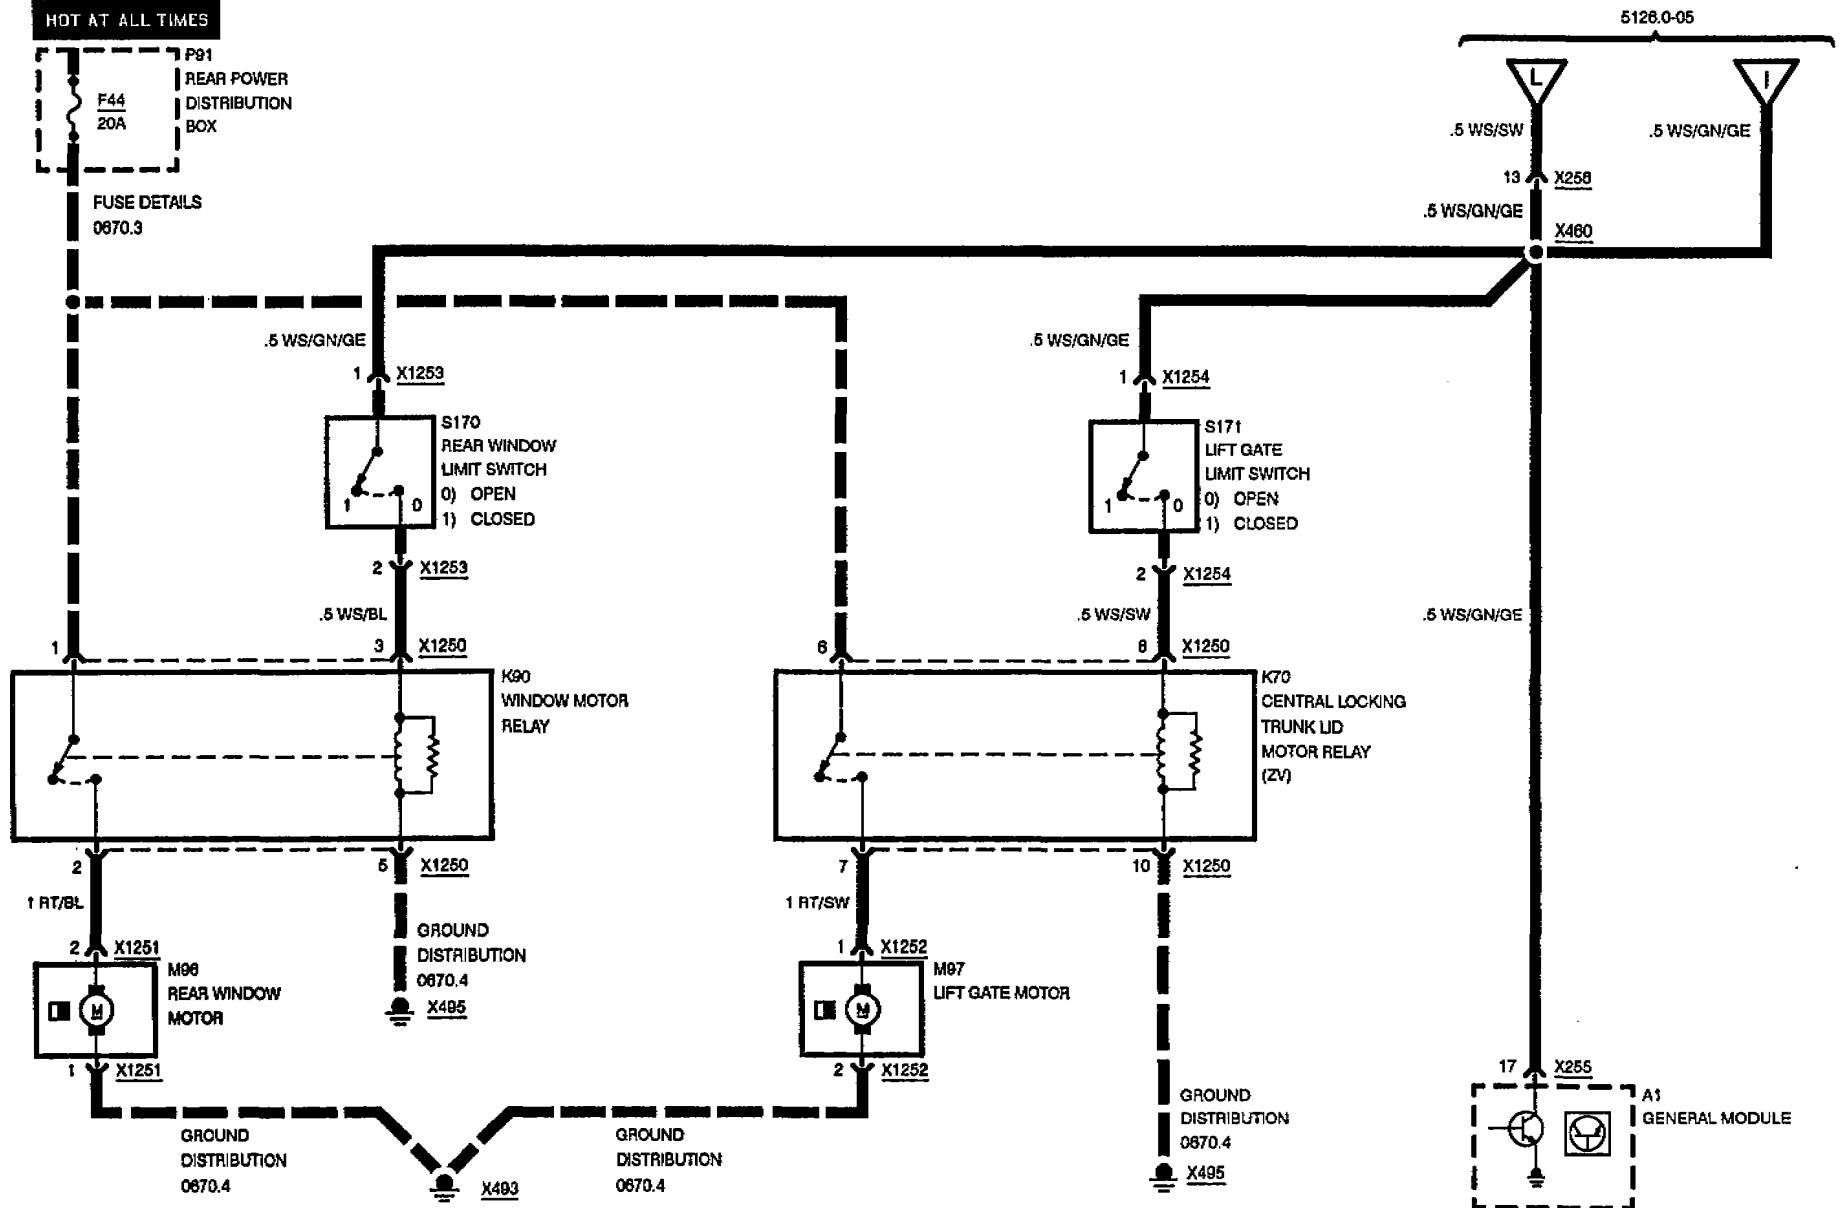 HOT AT ALL TIMES
P91
REAR POWER
DISTRIBUTION
BOX
F44
20A
FUSE DETAILS
0670.3
5126.0-05
L
I
.5 WS/SW
.5 WS/GN/GE
13
X256
.5 WS/GN/GE
X460
.5 WS/GN/GE
1
X1253
S170
REAR WINDOW
LIMIT SWITCH
0) OPEN
1) CLOSED
1
0
2
X1253
.5 WS/BL
.5 WS/GN/GE
1
X1254
S171
LIFT GATE
LIMIT SWITCH
0) OPEN
1) CLOSED
1
0
2
X1254
.5 WS/SW
.5 WS/GN/GE
1
3
X1250
K90
WINDOW MOTOR
RELAY
2
5
X1250
6
8
X1250
K70
CENTRAL LOCKING
TRUNK LID
MOTOR RELAY
(ZV)
7
10
X1250
1 RT/BL
2
X1251
M96
REAR WINDOW
MOTOR
M
1
X1251
GROUND
DISTRIBUTION
0670.4
X495
1 RT/SW
1
X1252
M97
LIFT GATE MOTOR
M
2
X1252
GROUND
DISTRIBUTION
0670.4
X493
GROUND
DISTRIBUTION
0670.4
GROUND
DISTRIBUTION
0670.4
X495
17
X255
A1
GENERAL MODULE